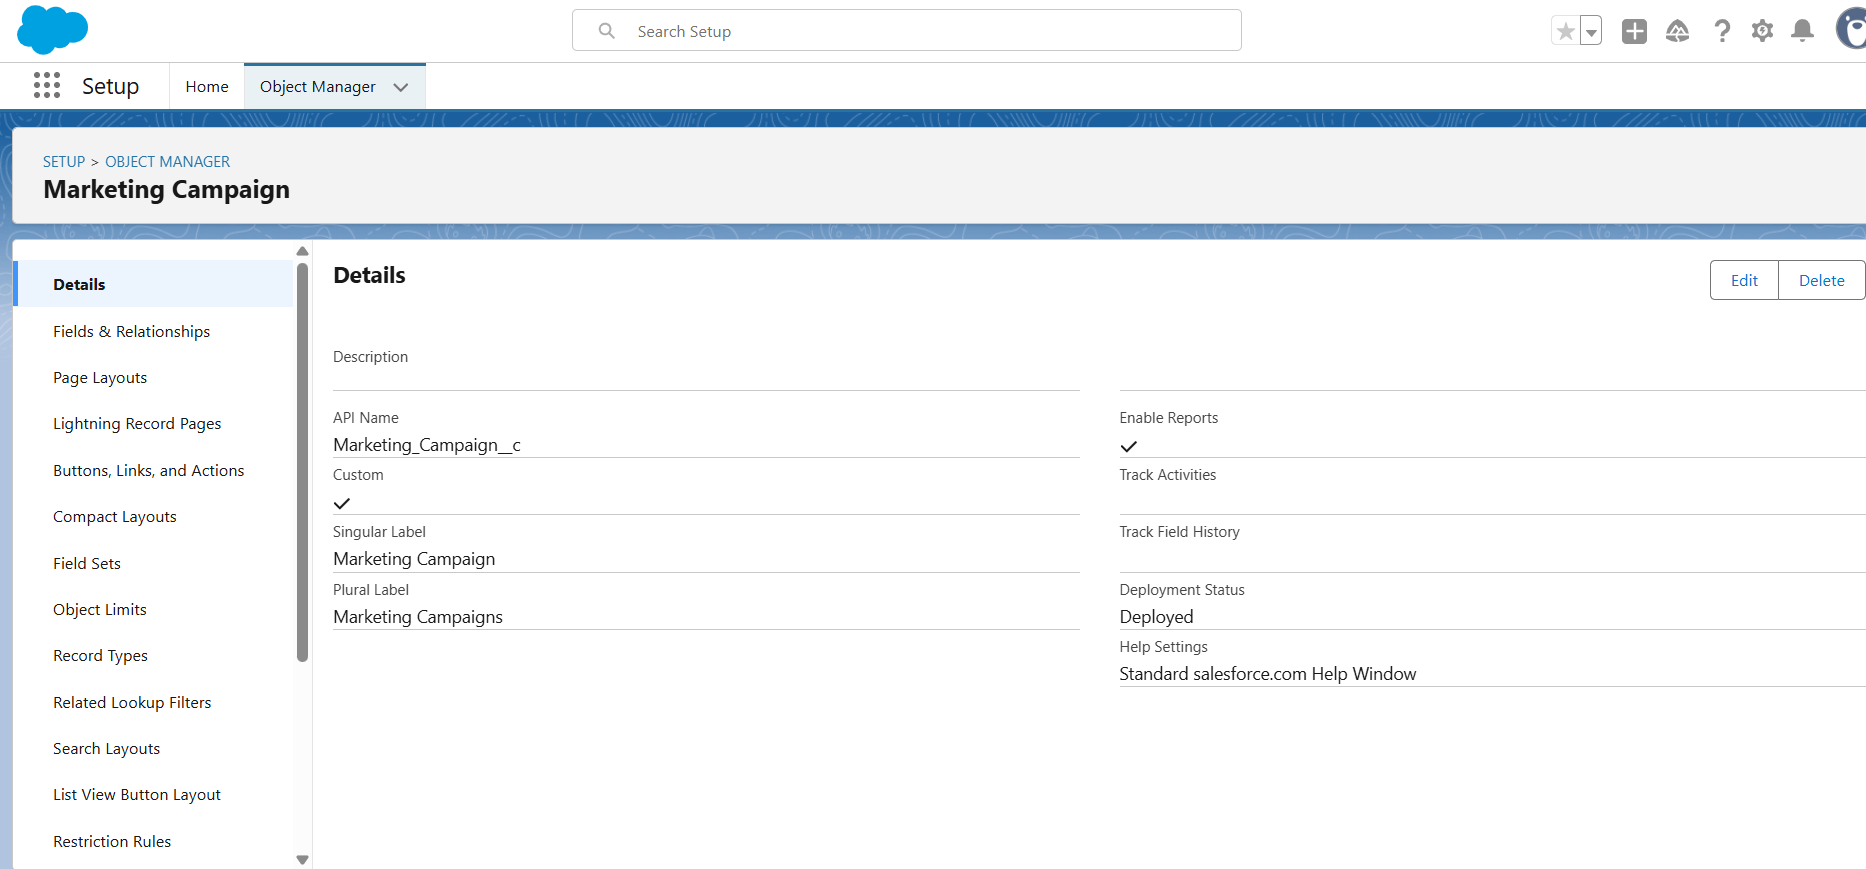 Search Setup
Setup
Home
Object Manager
SETUP > OBJECT MANAGER
Marketing Campaign
Details
Fields & Relationships
Page Layouts
Lightning Record Pages
Buttons, Links, and Actions
Compact Layouts
Field Sets
Object Limits
Record Types
Related Lookup Filters
Search Layouts
List View Button Layout
Restriction Rules
Details
Edit
Delete
Description
API Name
Marketing_Campaign__c
Custom
Singular Label
Marketing Campaign
Plural Label
Marketing Campaigns
Enable Reports
Track Activities
Track Field History
Deployment Status
Deployed
Help Settings
Standard salesforce.com Help Window